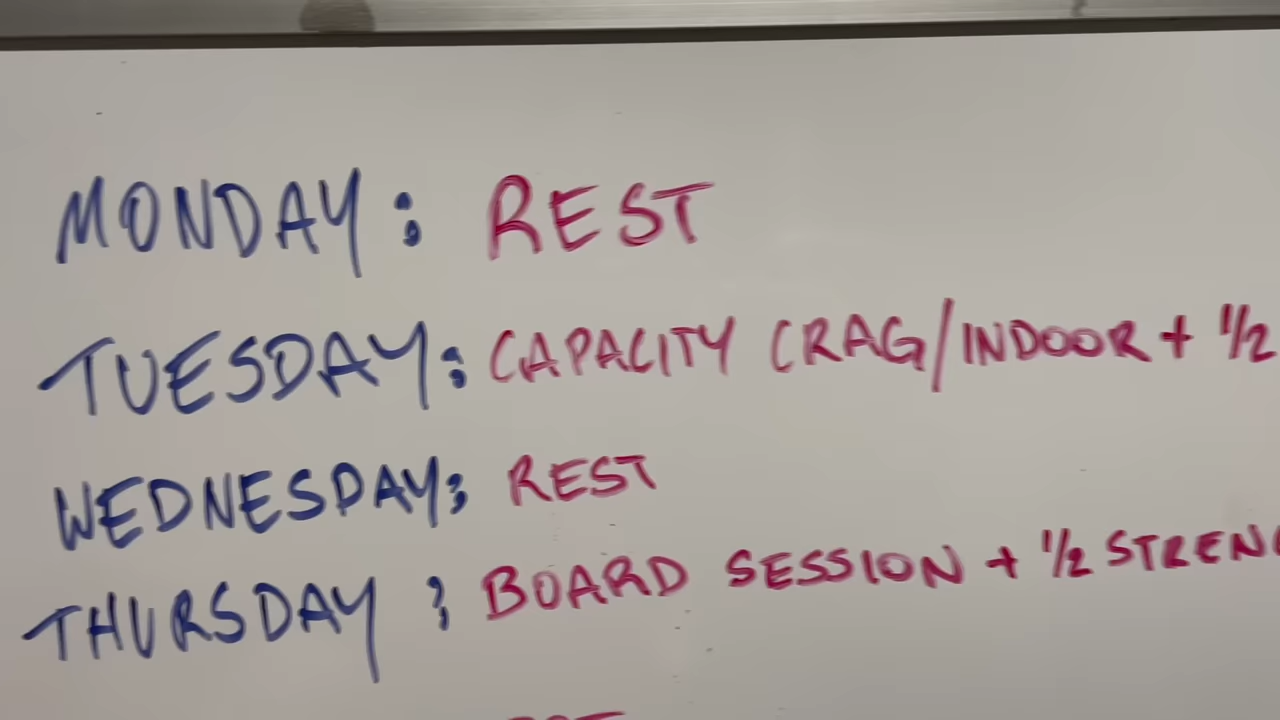 MONDAY: REST
TUESDAY: CAPACITY CRAG/INDOOR + 1/2
WEDNESDAY: REST
THURSDAY: BOARD SESSION + 1/2